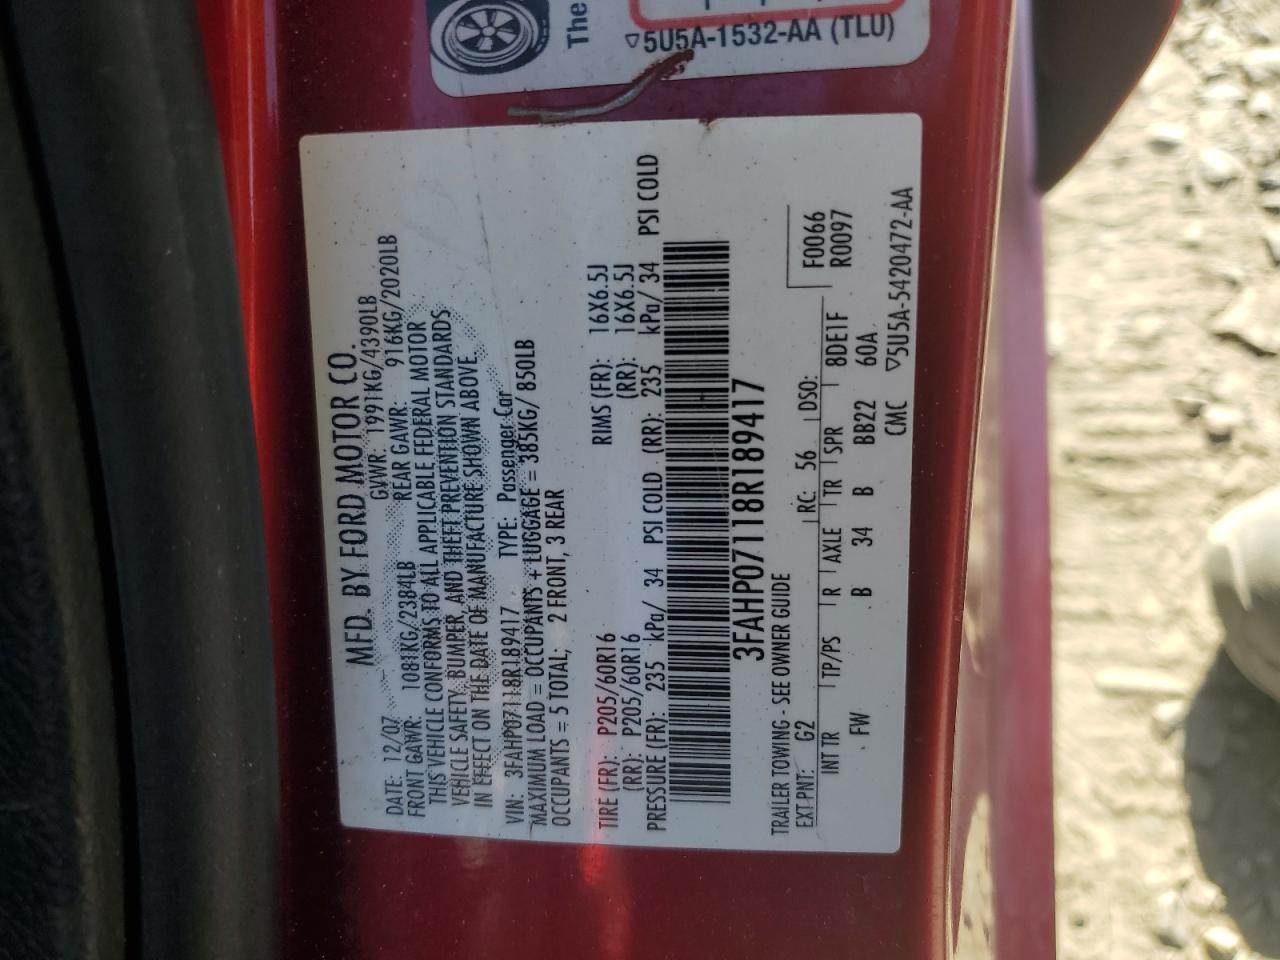 The
5U5A-1532-AA (TLU)
MFD. BY FORD MOTOR CO.
DATE: 12/07 GVWR: 1991KG/4390LB
FRONT GAWR: 1081KG/2384LB REAR GAWR: 916KG/2020LB
THIS VEHICLE CONFORMS TO ALL APPLICABLE FEDERAL MOTOR
VEHICLE SAFETY, BUMPER, AND THEFT PREVENTION STANDARDS
IN EFFECT ON THE DATE OF MANUFACTURE SHOWN ABOVE.
VIN: 3FAHP07118R189417 TYPE: Passenger Car
MAXIMUM LOAD = OCCUPANTS + LUGGAGE = 385KG/ 850LB
OCCUPANTS = 5 TOTAL, 2 FRONT, 3 REAR
TIRE (FR): P205/60R16 RIMS (FR): 16X6.5J
(RR): P205/60R16 (RR): 16X6.5J
PRESSURE (FR): 235 kPa/ 34 PSI COLD (RR): 235 kPa/ 34 PSI COLD
3FAHP07118R189417
TRAILER TOWING - SEE OWNER GUIDE
EXT PNT: G2 RC: 56 DSO: F0066
R0097
INT TR TP/PS R AXLE TR SPR 8DE1F
FW B 34 B BB22 60A
CMC 5U5A-5420472-AA